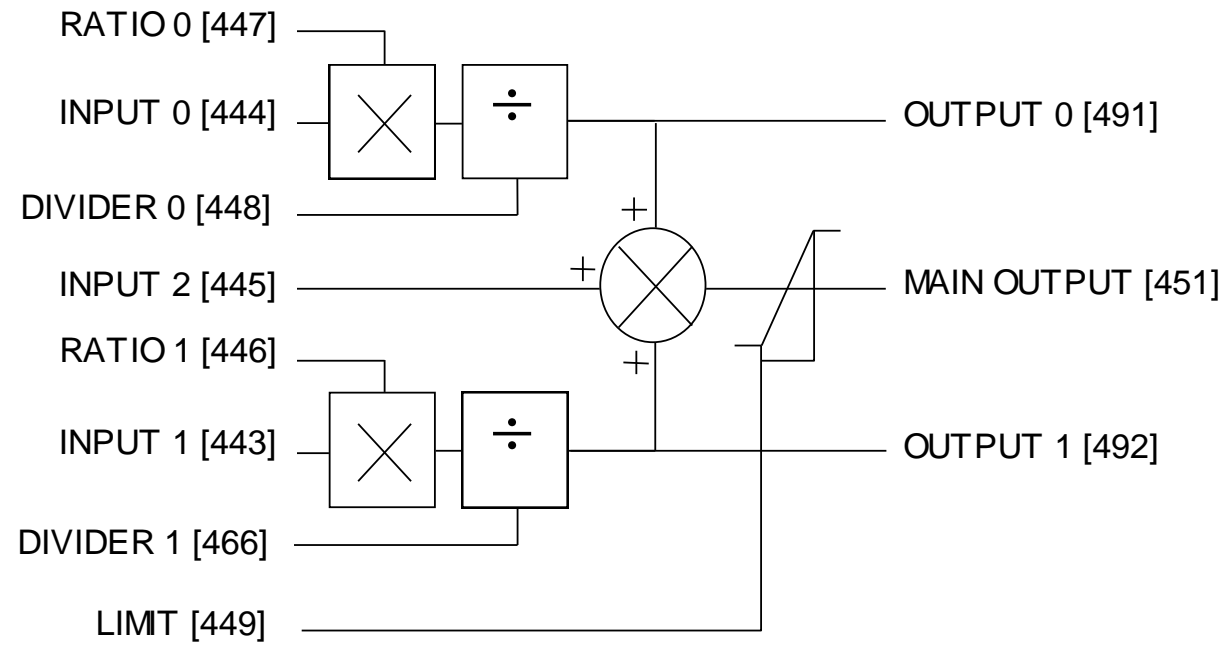 RATIO 0 [447]
INPUT 0 [444]
OUTPUT 0 [491]
DIVIDER 0 [448]
INPUT 2 [445]
MAIN OUTPUT [451]
RATIO 1 [446]
INPUT 1 [443]
OUTPUT 1 [492]
DIVIDER 1 [466]
LIMIT [449]